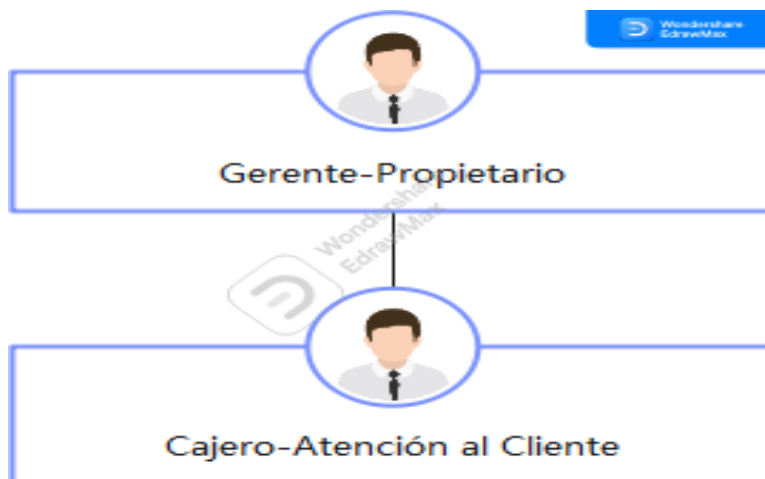 Wondershare
EdrawMax
Gerente-Propietario
Wondershare
EdrawMax
Cajero-Atención al Cliente